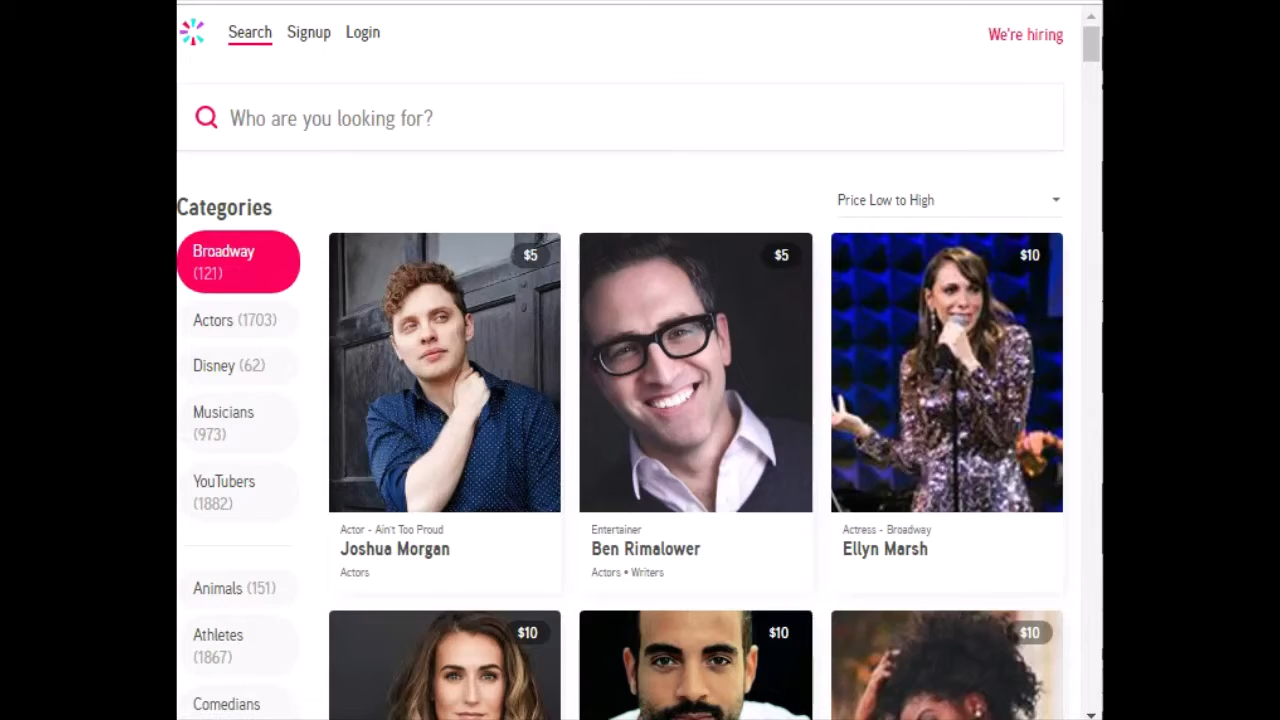 Search Signup Login We're hiring
Who are you looking for?
Categories
Price Low to High
Broadway
(121)
Actors (1703)
Disney (62)
Musicians
(973)
YouTubers
(1882)
Animals (151)
Athletes
(1867)
Comedians
$5
Actor - Ain't Too Proud
Joshua Morgan
Actors
$5
Entertainer
Ben Rimalower
Actors • Writers
$10
Actress - Broadway
Ellyn Marsh
$10
$10
$10